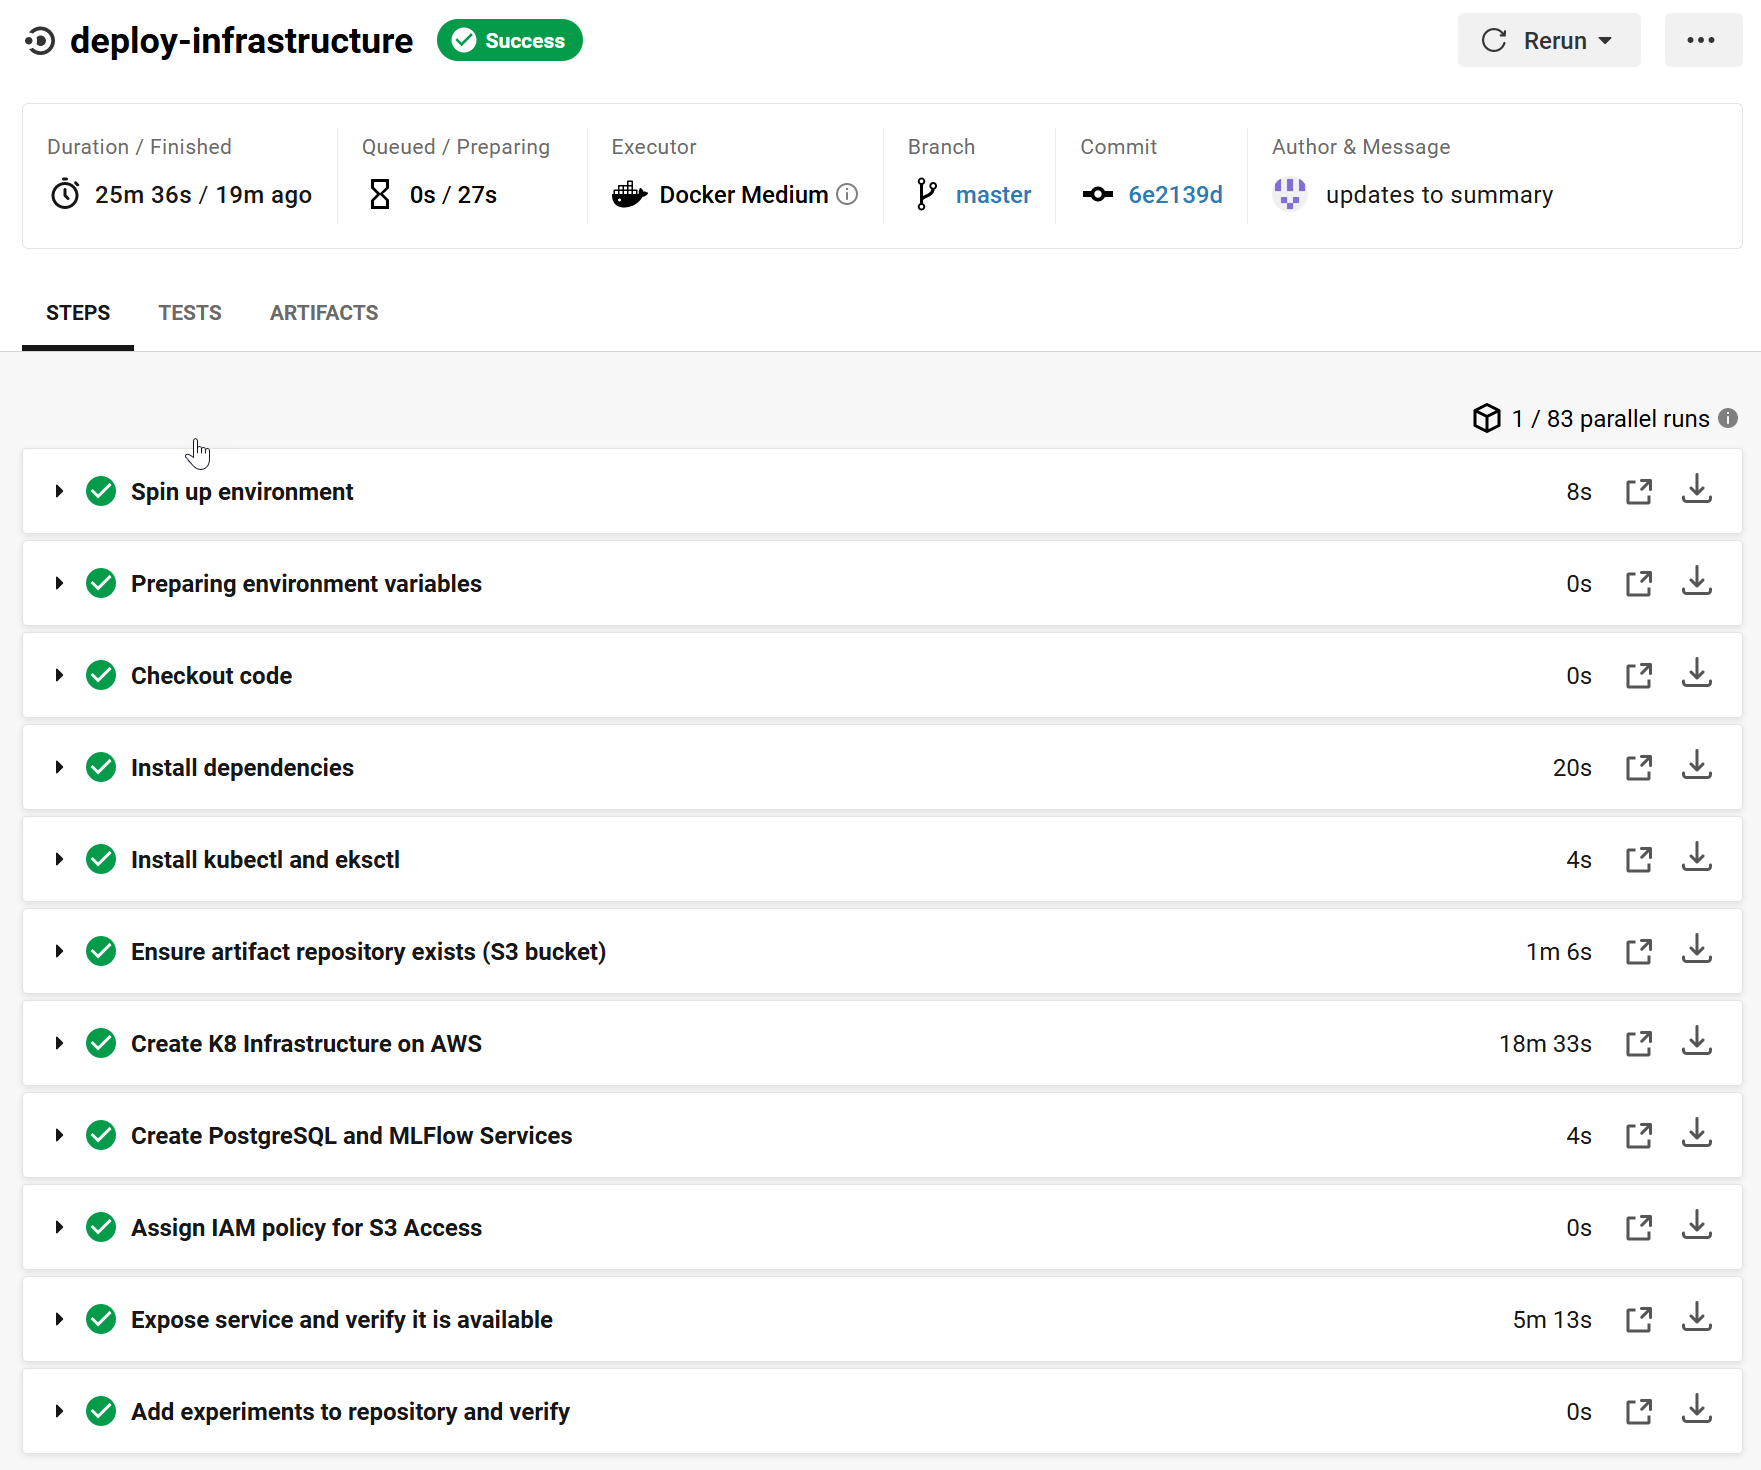 deploy-infrastructure Success Rerun
Duration / Finished Queued / Preparing Executor Branch Commit Author & Message
25m 36s / 19m ago 0s / 27s Docker Medium master 6e2139d updates to summary
STEPS TESTS ARTIFACTS
1 / 83 parallel runs
Spin up environment 8s
Preparing environment variables 0s
Checkout code 0s
Install dependencies 20s
Install kubectl and eksctl 4s
Ensure artifact repository exists (S3 bucket) 1m 6s
Create K8 Infrastructure on AWS 18m 33s
Create PostgreSQL and MLFlow Services 4s
Assign IAM policy for S3 Access 0s
Expose service and verify it is available 5m 13s
Add experiments to repository and verify 0s